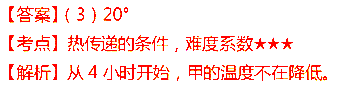 【答案】(3)20°
【考点】热传递的条件，难度系数★★★
【解析】从4小时开始，甲的温度不在降低。